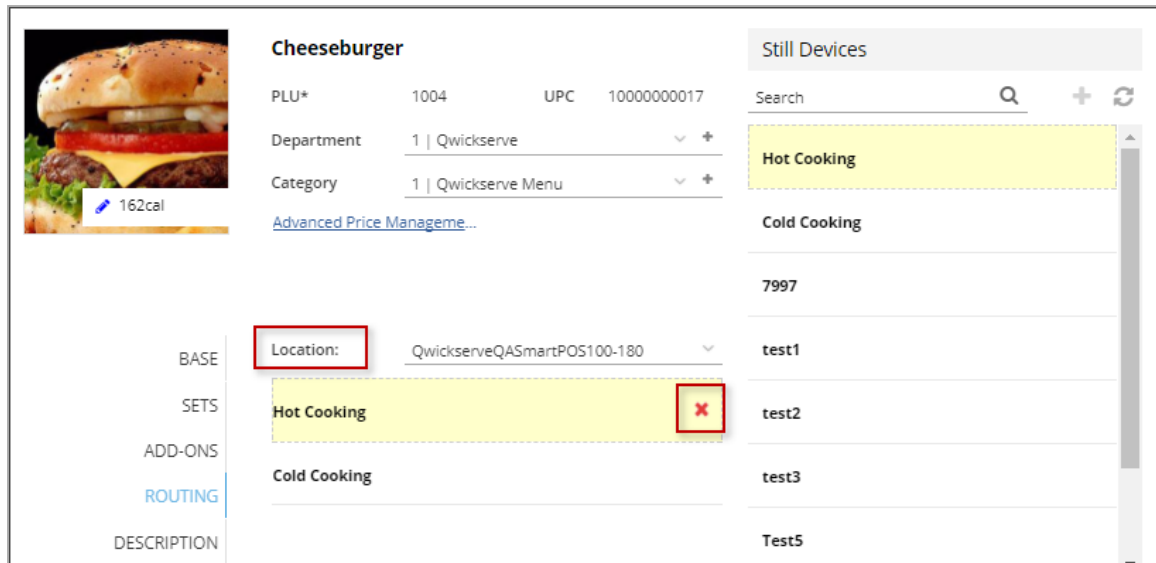 Cheeseburger
PLU* 1004 UPC 10000000017
Department 1 | Qwickserve
Category 1 | Qwickserve Menu
162cal
Advanced Price Manageme...
Location: QwickserveQASmartPOS100-180
Hot Cooking
Cold Cooking
BASE
SETS
ADD-ONS
ROUTING
DESCRIPTION
Still Devices
Search
Hot Cooking
Cold Cooking
7997
test1
test2
test3
Test5